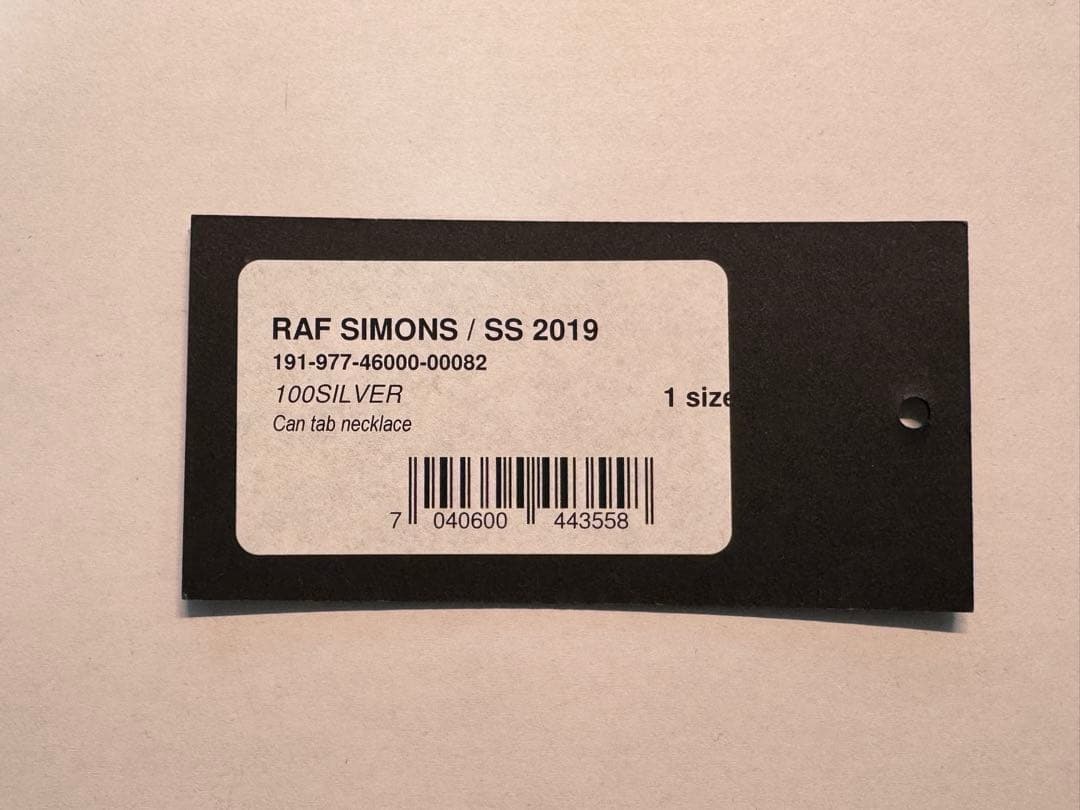 RAF SIMONS / SS 2019
191-977-46000-00082
100SILVER
1 size
Can tab necklace
7 040600 443558